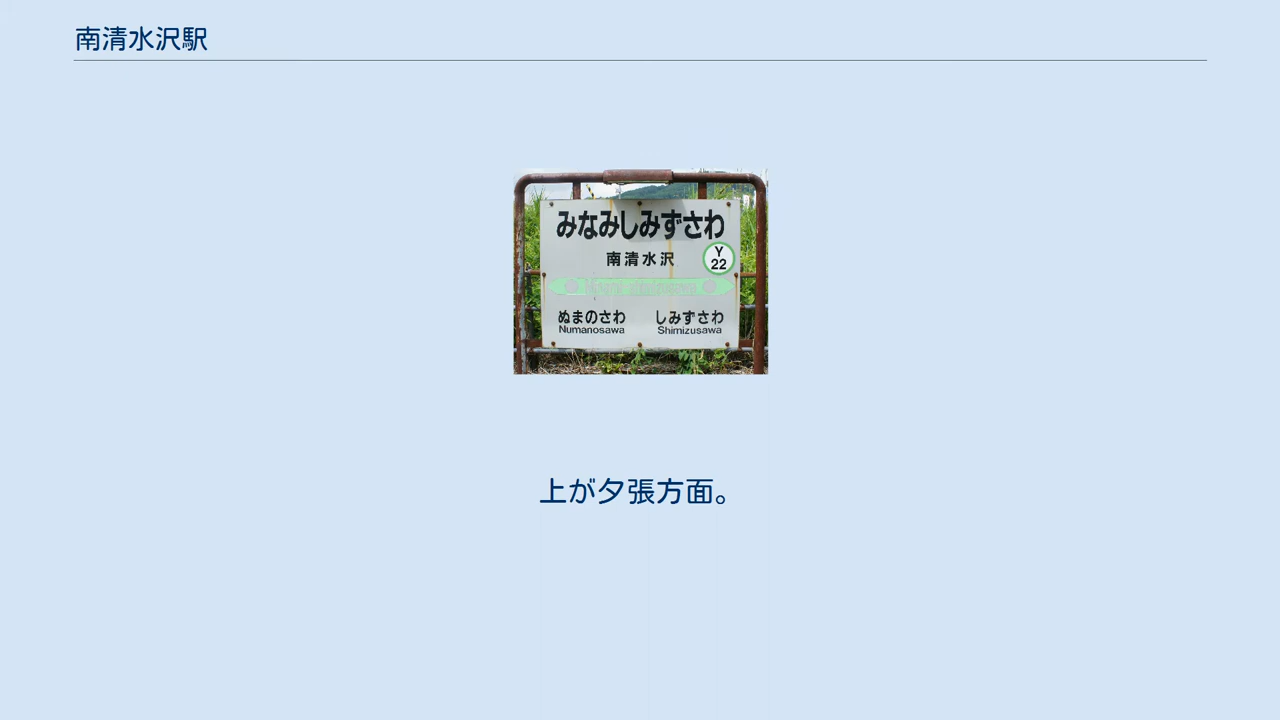 南清水沢駅
みなみしみずさわ
南清水沢
Y
22
ぬまのさわ しみずさわ
Numanosawa Shimizusawa
上が夕張方面。